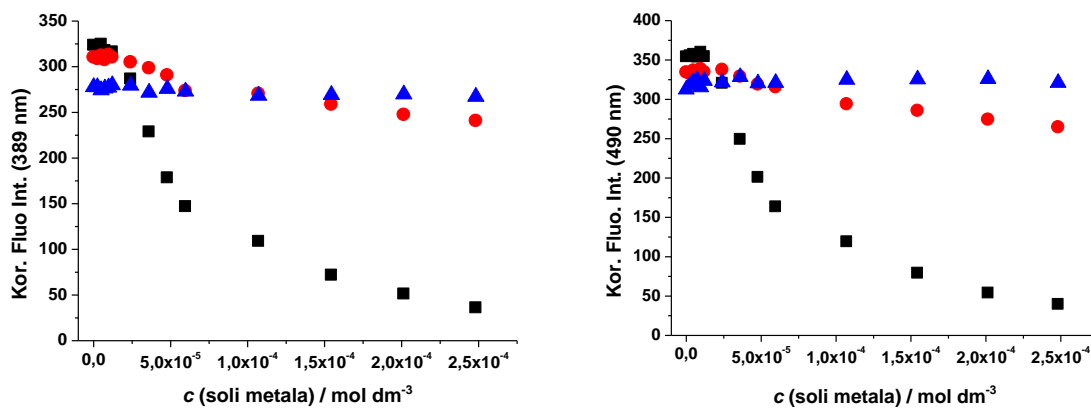 Kor. Fluo Int. (389 nm)
350
300
250
200
150
100
50
0
0,0
5,0x10⁻⁵
1,0x10⁻⁴
1,5x10⁻⁴
2,0x10⁻⁴
2,5x10⁻⁴
c (soli metala) / mol dm⁻³
Kor. Fluo. Int. (490 nm)
400
350
300
250
200
150
100
50
0
0,0
5,0x10⁻⁵
1,0x10⁻⁴
1,5x10⁻⁴
2,0x10⁻⁴
2,5x10⁻⁴
c (soli metala) / mol dm⁻³